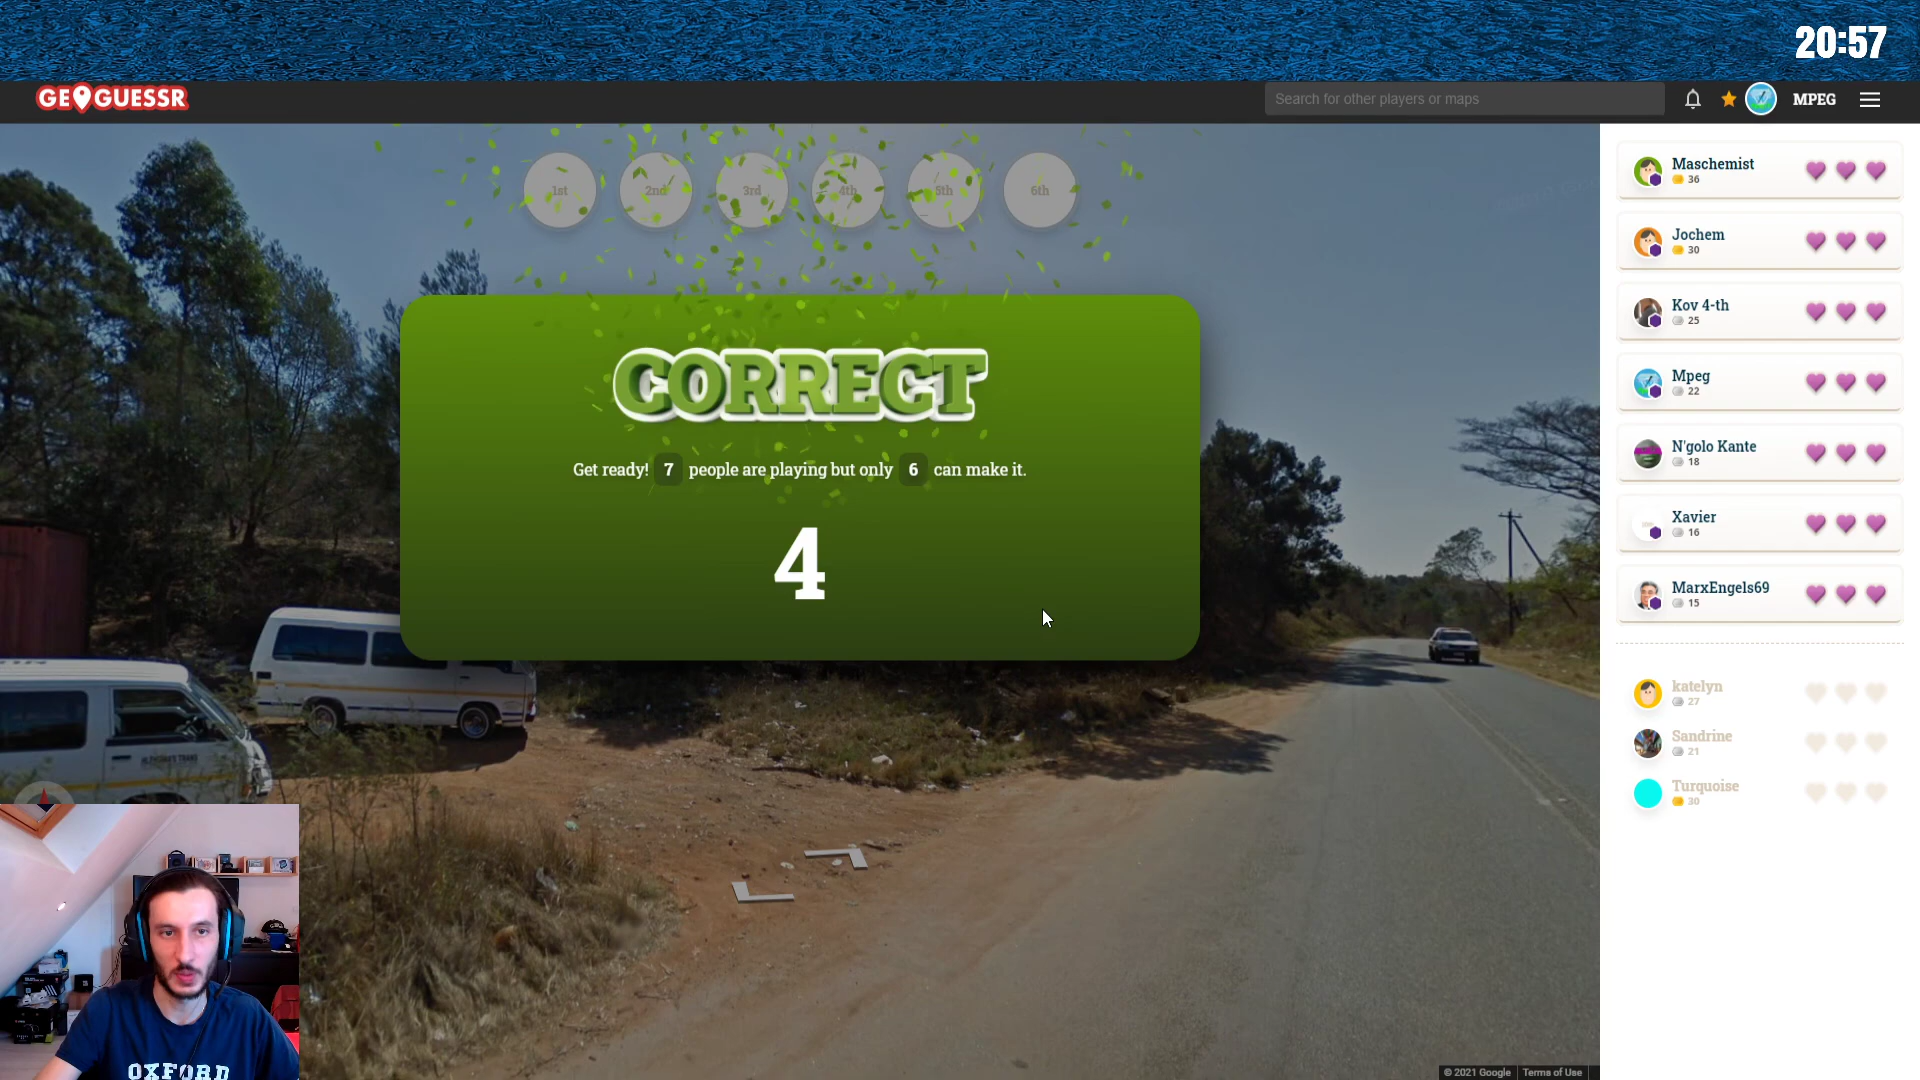 20:57
GEOGUESSR
Search for other players or maps
MPEG
1st 2nd 3rd 4th 5th 6th
CORRECT
Get ready! 7 people are playing but only 6 can make it.
4
Maschemist
36
Jochem
30
Kov 4-th
25
Mpeg
22
N'golo Kante
18
Xavier
16
MarxEngels69
15
katelyn
27
Sandrine
21
Turquoise
30
OXFORD
© 2021 Google
Terms of Use